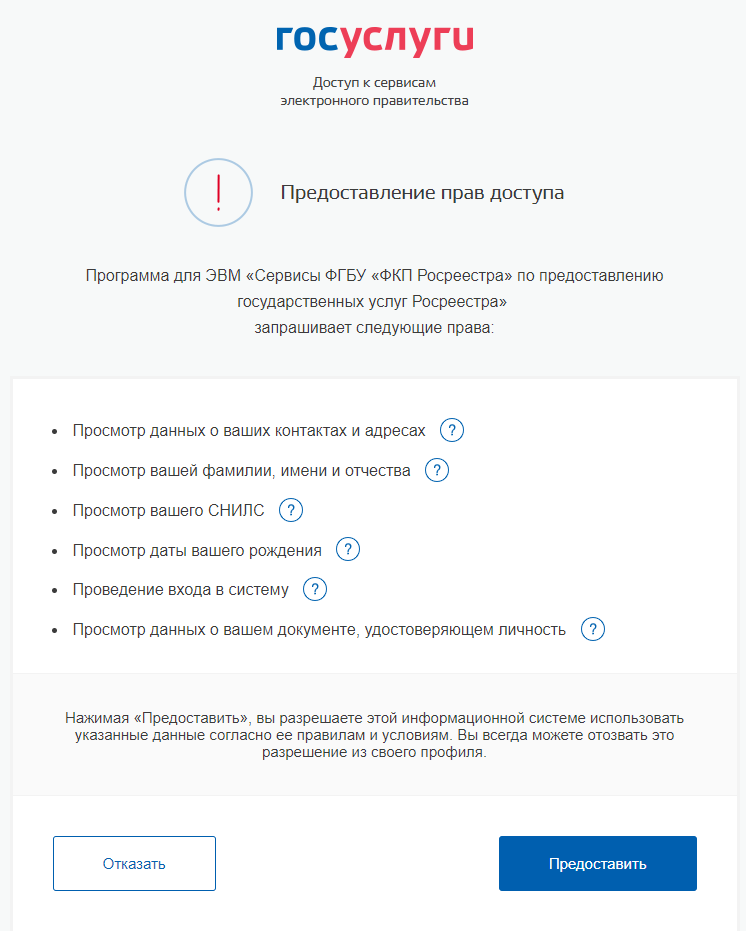 госуслуги
Доступ к сервисам
электронного правительства
!
Предоставление прав доступа
Программа для ЭВМ «Сервисы ФГБУ «ФКП Росреестра» по предоставлению
государственных услуг Росреестра»
запрашивает следующие права:
• Просмотр данных о ваших контактах и адресах ?
• Просмотр вашей фамилии, имени и отчества ?
• Просмотр вашего СНИЛС ?
• Просмотр даты вашего рождения ?
• Проведение входа в систему ?
• Просмотр данных о вашем документе, удостоверяющем личность ?
Нажимая «Предоставить», вы разрешаете этой информационной системе использовать
указанные данные согласно ее правилам и условиям. Вы всегда можете отозвать это
разрешение из своего профиля.
Отказать
Предоставить